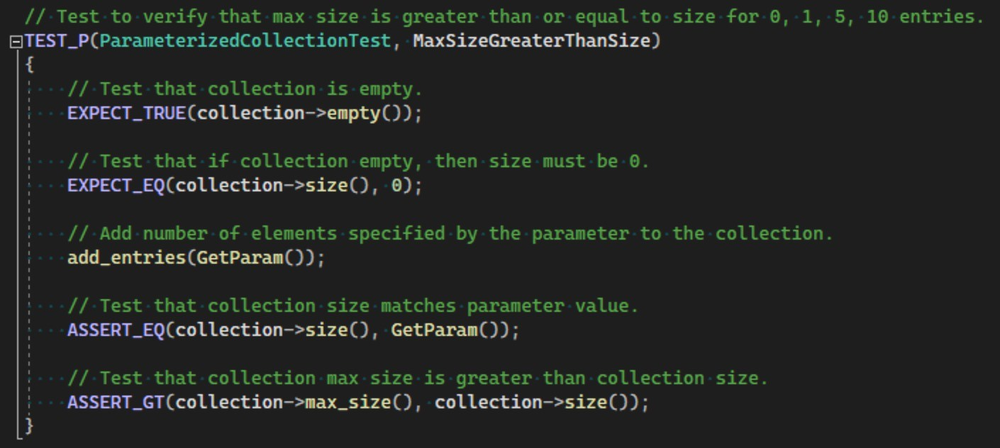 // Test to verify that max size is greater than or equal to size for 0, 1, 5, 10 entries.
TEST_P(ParameterizedCollectionTest, MaxSizeGreaterThanSize)
{
    // Test that collection is empty.
    EXPECT_TRUE(collection->empty());

    // Test that if collection empty, then size must be 0.
    EXPECT_EQ(collection->size(), 0);

    // Add number of elements specified by the parameter to the collection.
    add_entries(GetParam());

    // Test that collection size matches parameter value.
    ASSERT_EQ(collection->size(), GetParam());

    // Test that collection max size is greater than collection size.
    ASSERT_GT(collection->max_size(), collection->size());
}